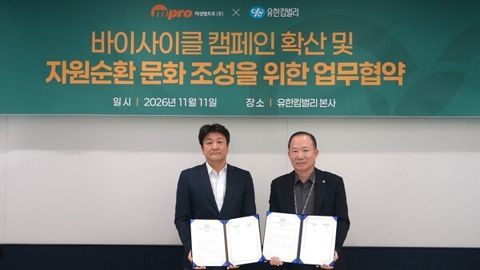 mpro 미성엠프로(주) × 유한킴벌리
바이사이클 캠페인 확산 및
자원순환 문화 조성을 위한 업무협약
일 시 ㅣ 2026년 11월 11일 장 소 ㅣ 유한킴벌리 본사